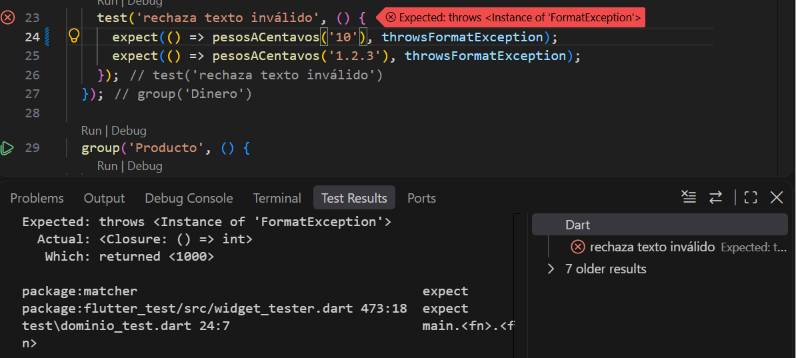 Run | Debug
23 test('rechaza texto inválido', () { Expected: throws <Instance of 'FormatException'>
24 expect(() => pesosACentavos('10'), throwsFormatException);
25 expect(() => pesosACentavos('1.2.3'), throwsFormatException);
26 }); // test('rechaza texto inválido')
27 }); // group('Dinero')
28
Run | Debug
29 group('Producto', () {
Run | Debug
Problems Output Debug Console Terminal Test Results Ports
Expected: throws <Instance of 'FormatException'>
Actual: <Closure: () => int>
Which: returned <1000>
package:matcher expect
package:flutter_test/src/widget_tester.dart 473:18 expect
test\dominio_test.dart 24:7 main.<fn>.<f
n>
Dart
rechaza texto inválido Expected: t...
7 older results